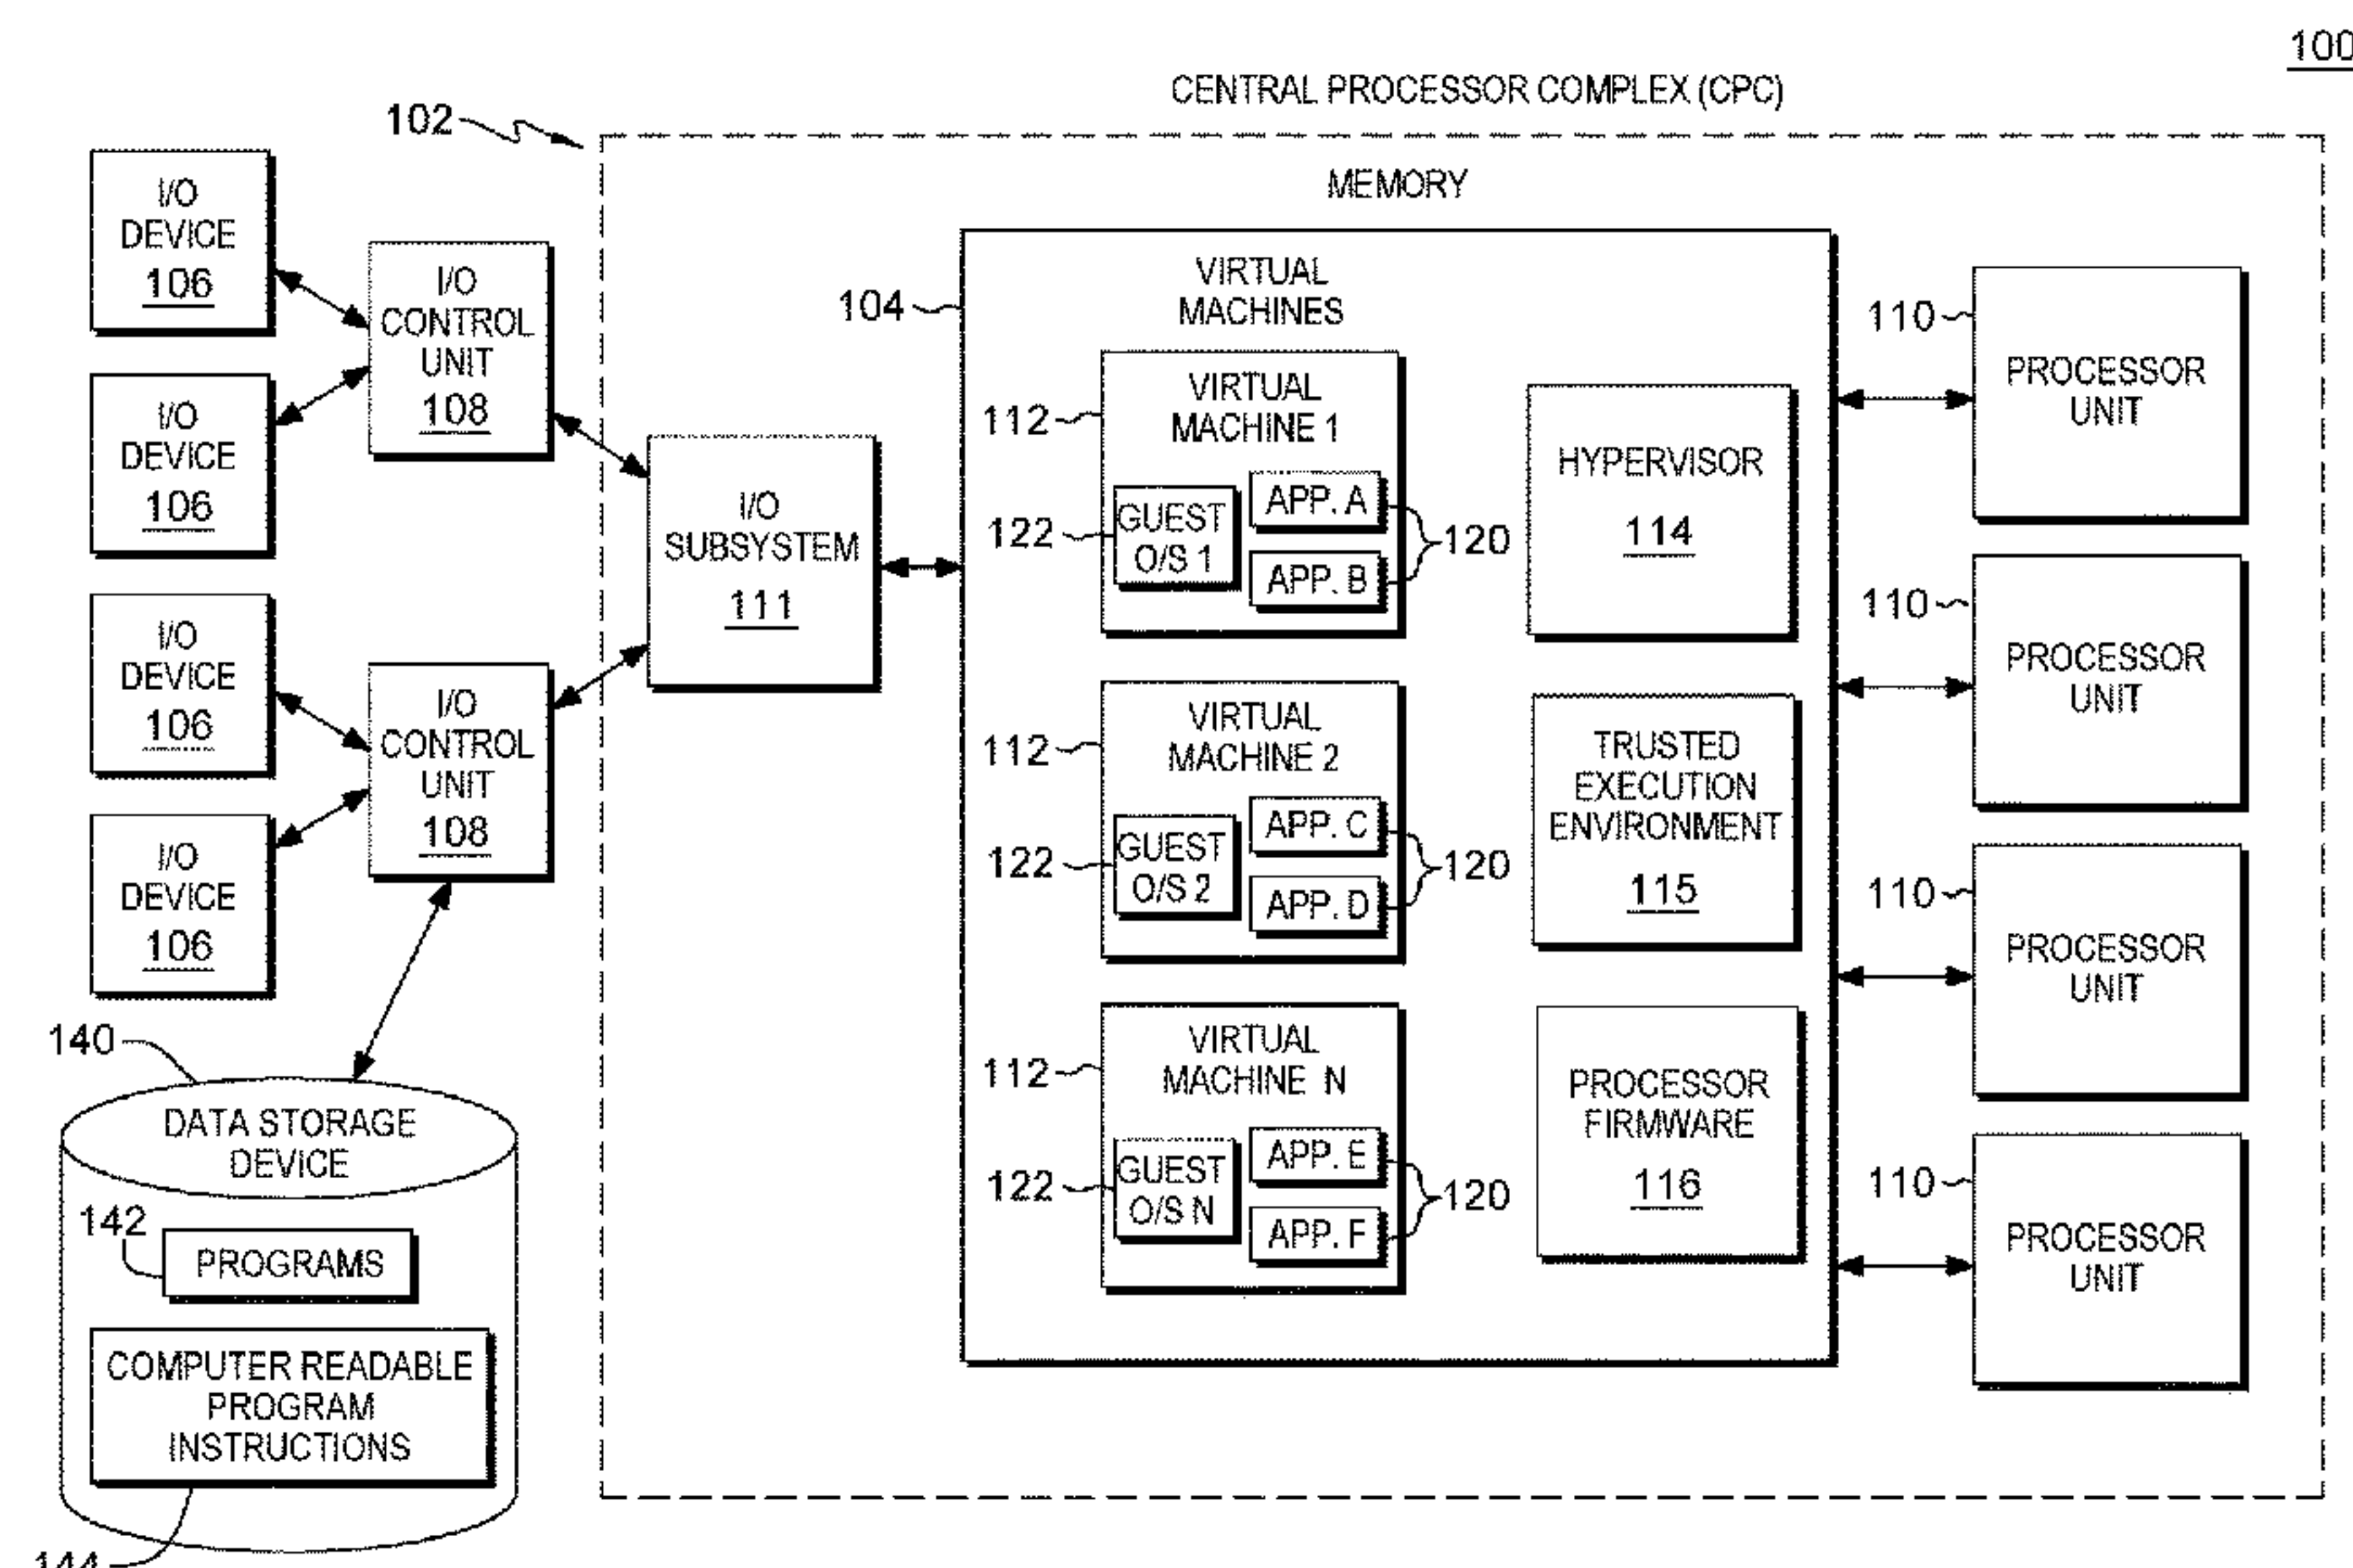 100
CENTRAL PROCESSOR COMPLEX (CPC)
102
MEMORY
I/O
DEVICE
106
I/O
DEVICE
106
I/O
DEVICE
106
I/O
DEVICE
106
I/O
CONTROL
UNIT
108
I/O
CONTROL
UNIT
108
I/O
SUBSYSTEM
111
104
VIRTUAL
MACHINES
112
VIRTUAL
MACHINE 1
122
GUEST
O/S 1
APP. A
APP. B
120
112
VIRTUAL
MACHINE 2
122
GUEST
O/S 2
APP. C
APP. D
120
112
VIRTUAL
MACHINE N
122
GUEST
O/S N
APP. E
APP. F
120
HYPERVISOR
114
TRUSTED
EXECUTION
ENVIRONMENT
115
PROCESSOR
FIRMWARE
116
110
PROCESSOR
UNIT
110
PROCESSOR
UNIT
110
PROCESSOR
UNIT
110
PROCESSOR
UNIT
140
DATA STORAGE
DEVICE
142
PROGRAMS
COMPUTER READABLE
PROGRAM
INSTRUCTIONS
144